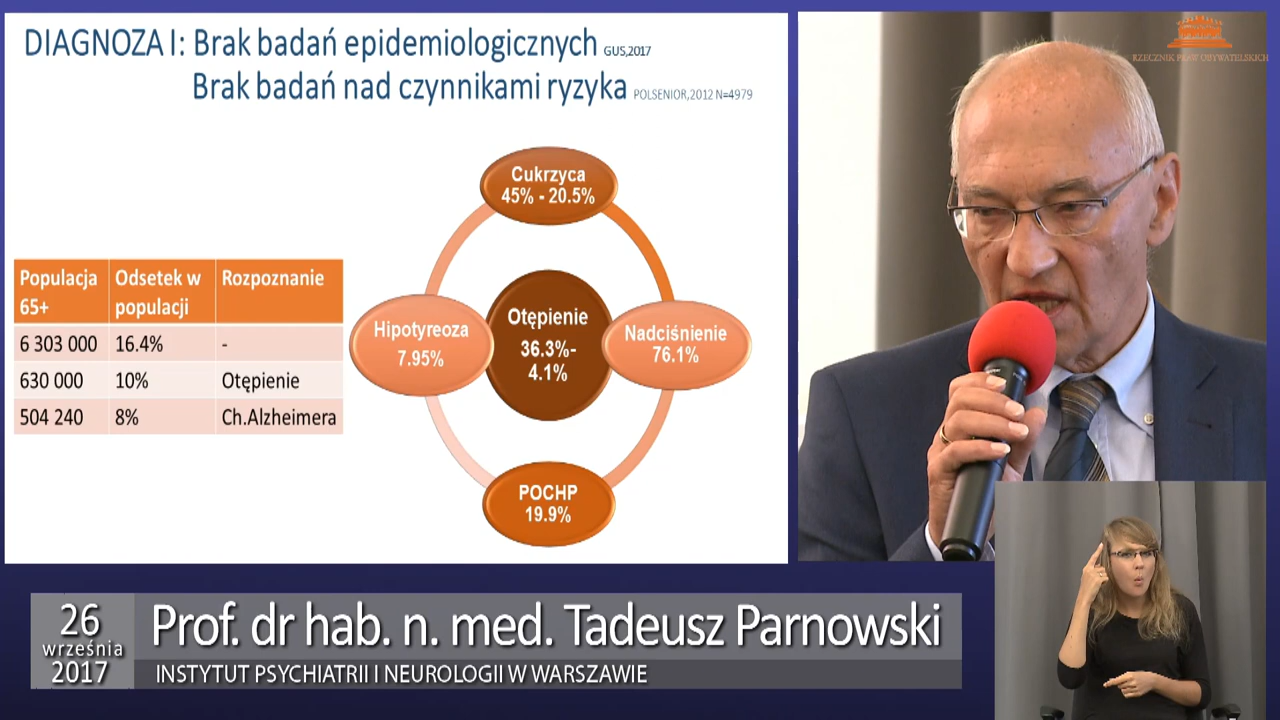 DIAGNOZA I: Brak badań epidemiologicznych GUS,2017
Brak badań nad czynnikami ryzyka POLSENIOR,2012 N=4979
Populacja 65+ Odsetek w populacji Rozpoznanie
6 303 000 16.4% -
630 000 10% Otępienie
504 240 8% Ch.Alzheimera
Cukrzyca
45% - 20.5%
Hipotyreoza
7.95%
Otępienie
36.3%-
4.1%
Nadciśnienie
76.1%
POCHP
19.9%
RZECZNIK PRAW OBYWATELSKICH
26
września
2017
Prof. dr hab. n. med. Tadeusz Parnowski
INSTYTUT PSYCHIATRII I NEUROLOGII W WARSZAWIE